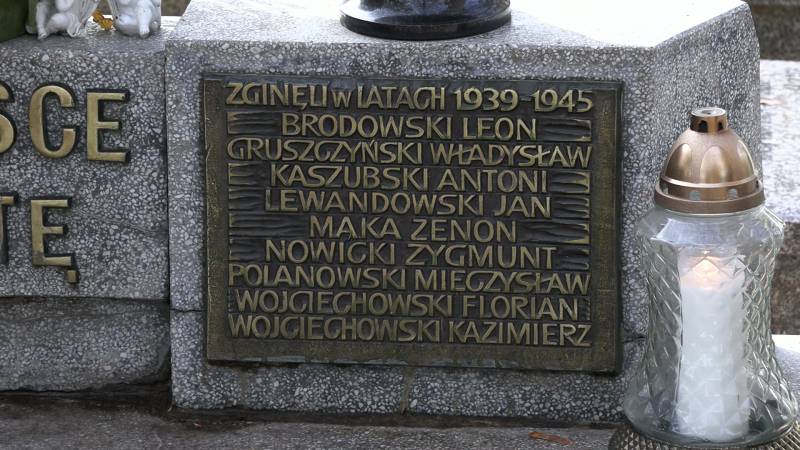 SCE
TĘ
ZGINĘLI W LATACH 1939-1945
BRODOWSKI LEON
GRUSZCZYŃSKI WŁADYSŁAW
KASZUBSKI ANTONI
LEWANDOWSKI JAN
MAKA ZENON
NOWICKI ZYGMUNT
POLANOWSKI MIECZYSŁAW
WOJCIECHOWSKI FLORIAN
WOJCIECHOWSKI KAZIMIERZ